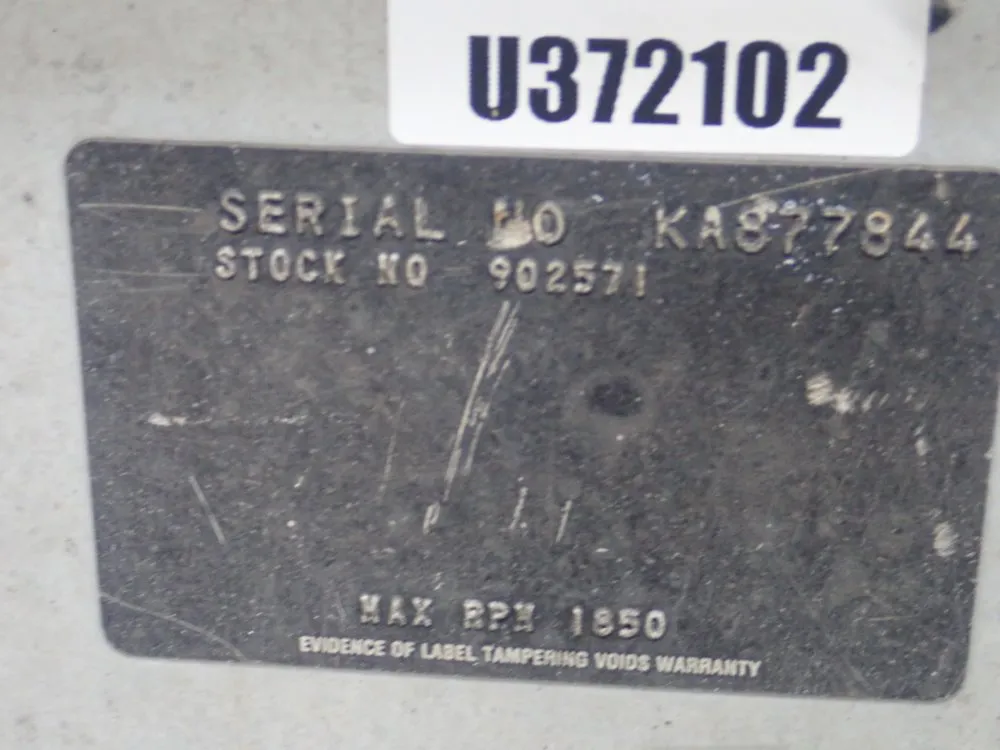 U372102
SERIAL NO KA877844
STOCK NO 902571
MAX RPM 1850
EVIDENCE OF LABEL TAMPERING VOIDS WARRANTY